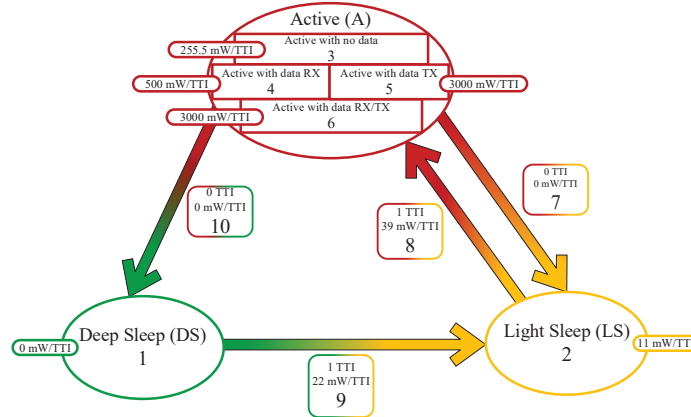 Active (A)
Active with no data
3
255.5 mW/TTI
Active with data RX
4
Active with data TX
5
500 mW/TTI
3000 mW/TTI
Active with data RX/TX
6
3000 mW/TTI
0 TTI
0 mW/TTI
7
0 TTI
0 mW/TTI
10
1 TTI
39 mW/TTI
8
Deep Sleep (DS)
1
0 mW/TTI
Light Sleep (LS)
2
11 mW/TTI
1 TTI
22 mW/TTI
9